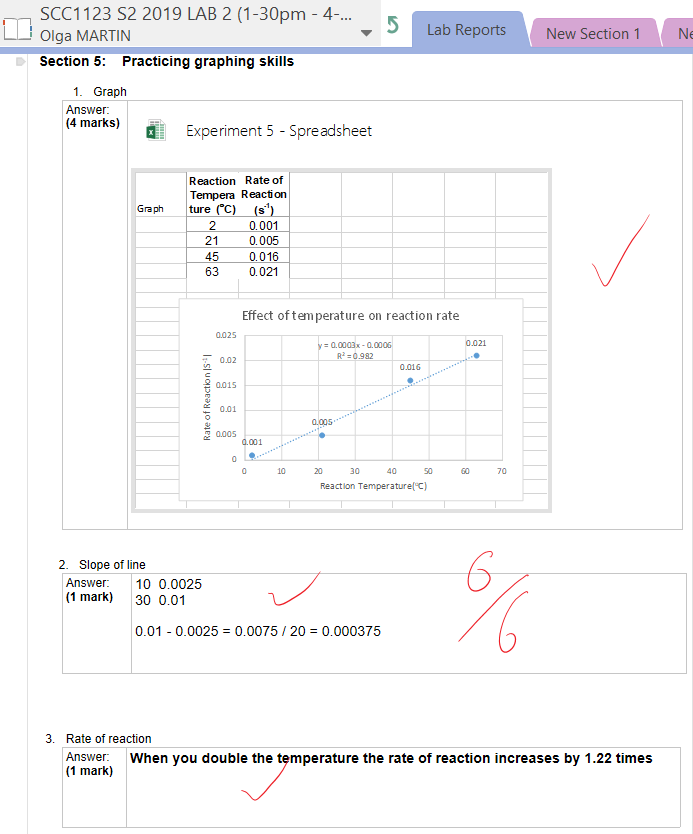 SCC1123 S2 2019 LAB 2 (1-30pm - 4-...
Olga MARTIN
Lab Reports
New Section 1
Ne
Section 5: Practicing graphing skills
1. Graph
Answer:
(4 marks)
Experiment 5 - Spreadsheet
Graph
Reaction Rate of
Tempera Reaction
ture (°C) (s⁻¹)
2 0.001
21 0.005
45 0.016
63 0.021
Effect of temperature on reaction rate
y = 0.0003x - 0.0006
R² = 0.982
0.025
0.02
0.015
0.01
0.005
0
Rate of Reaction [S⁻¹]
0.001
0.005
0.016
0.021
0 10 20 30 40 50 60 70
Reaction Temperature(°C)
2. Slope of line
Answer:
(1 mark)
10 0.0025
30 0.01
0.01 - 0.0025 = 0.0075 / 20 = 0.000375
6/6
3. Rate of reaction
Answer:
(1 mark)
When you double the temperature the rate of reaction increases by 1.22 times